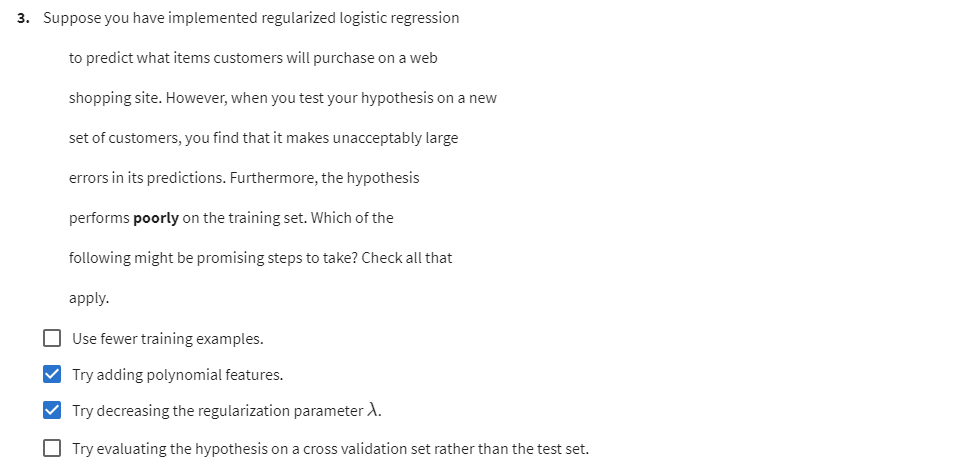 3. Suppose you have implemented regularized logistic regression
to predict what items customers will purchase on a web
shopping site. However, when you test your hypothesis on a new
set of customers, you find that it makes unacceptably large
errors in its predictions. Furthermore, the hypothesis
performs poorly on the training set. Which of the
following might be promising steps to take? Check all that
apply.
Use fewer training examples.
Try adding polynomial features.
Try decreasing the regularization parameter λ.
Try evaluating the hypothesis on a cross validation set rather than the test set.